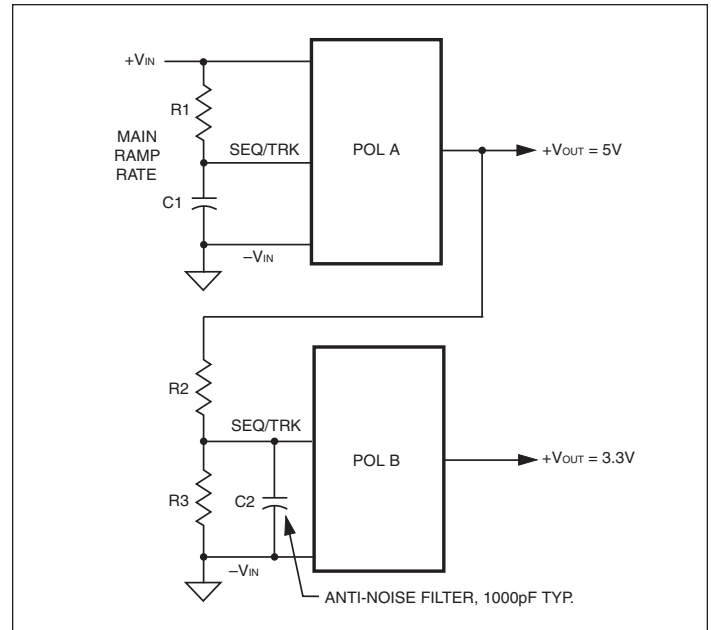 +VIN
R1
MAIN
RAMP
RATE
SEQ/TRK
POL A
+VOUT = 5V
C1
–VIN
R2
SEQ/TRK
POL B
+VOUT = 3.3V
R3
C2
–VIN
ANTI-NOISE FILTER, 1000pF TYP.